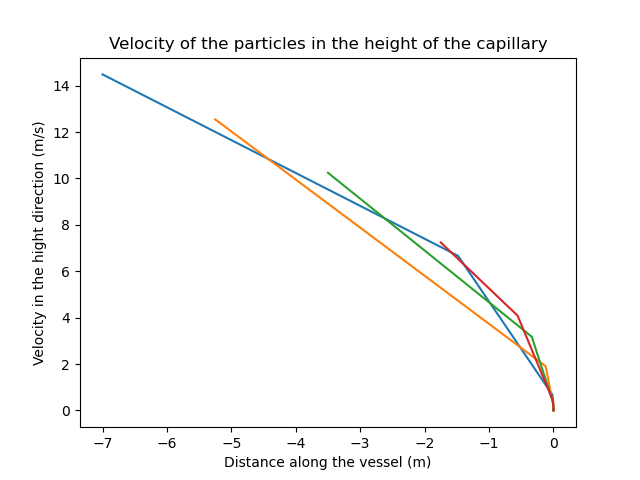 Velocity of the particles in the height of the capillary
Velocity in the hight direction (m/s)
14
12
10
8
6
4
2
0
−7 −6 −5 −4 −3 −2 −1 0
Distance along the vessel (m)